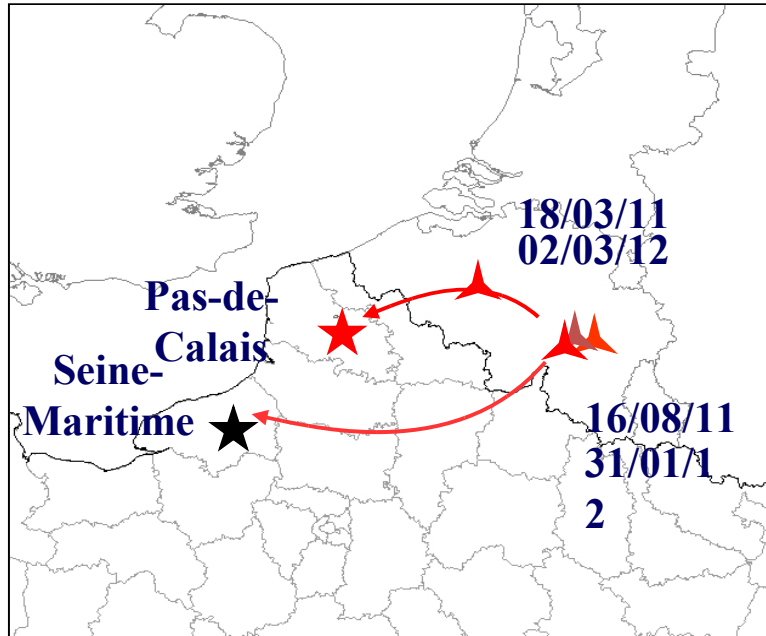 18/03/11
02/03/12
Pas-de-
Calais
Seine-
Maritime
16/08/11
31/01/1
2